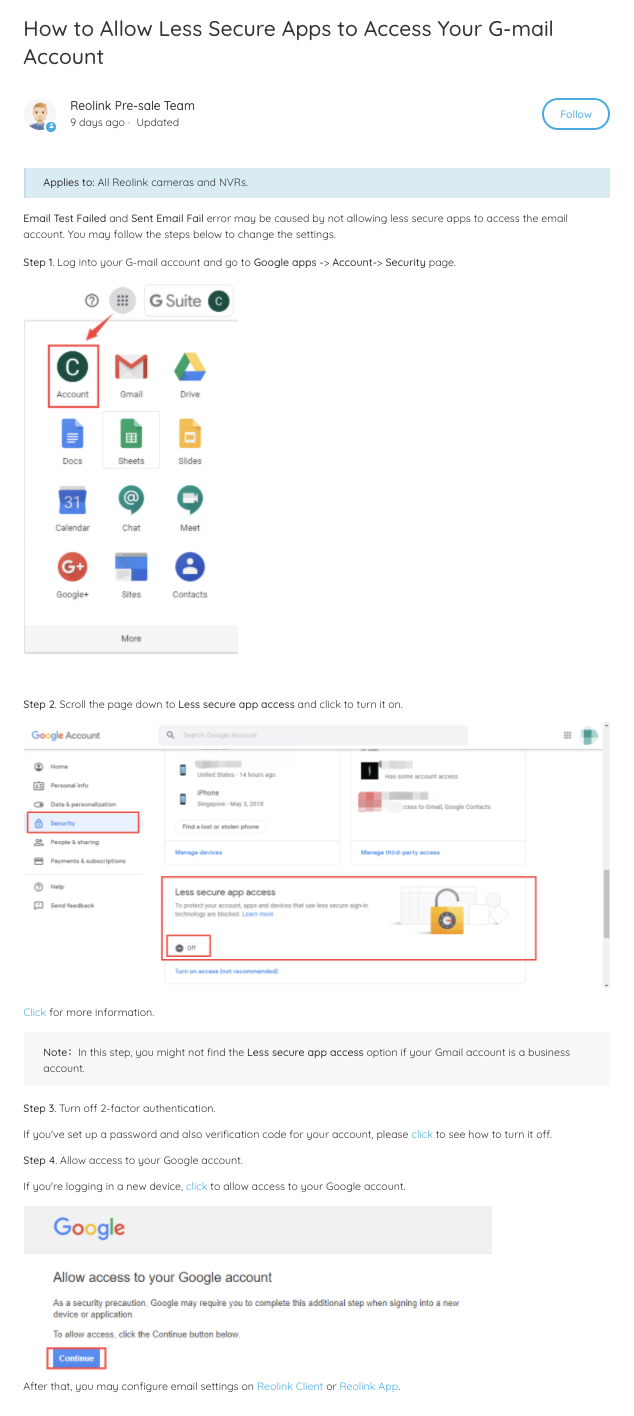 How to Allow Less Secure Apps to Access Your G-mail
Account
Reolink Pre-sale Team
9 days ago · Updated
Follow
Applies to: All Reolink cameras and NVRs.
Email Test Failed and Sent Email Fail error may be caused by not allowing less secure apps to access the email
account. You may follow the steps below to change the settings.
Step 1. Log into your G-mail account and go to Google apps -> Account-> Security page.
G Suite C
C
Account Gmail Drive
Docs Sheets Slides
31
Calendar Chat Meet
G+
Google+ Sites Contacts
More
Step 2. Scroll the page down to Less secure app access and click to turn it on.
Google Account
Search Google Account
Home
Personal info
Data & personalization
Security
People & sharing
Payments & subscriptions
Help
Send feedback
United States - 14 hours ago
iPhone
Singapore - May 3, 2018
Find a lost or stolen phone
Manage devices
Has some account access
cess to Gmail, Google Contacts
Manage third-party access
Less secure app access
To protect your account, apps and devices that use less secure sign-in
technology are blocked. Learn more
Off
Turn on access (not recommended)
Click for more information.
Note：In this step, you might not find the Less secure app access option if your Gmail account is a business
account.
Step 3. Turn off 2-factor authentication.
If you've set up a password and also verification code for your account, please click to see how to turn it off.
Step 4. Allow access to your Google account.
If you're logging in a new device, click to allow access to your Google account.
Google
Allow access to your Google account
As a security precaution, Google may require you to complete this additional step when signing into a new
device or application.
To allow access, click the Continue button below.
Continue
After that, you may configure email settings on Reolink Client or Reolink App.